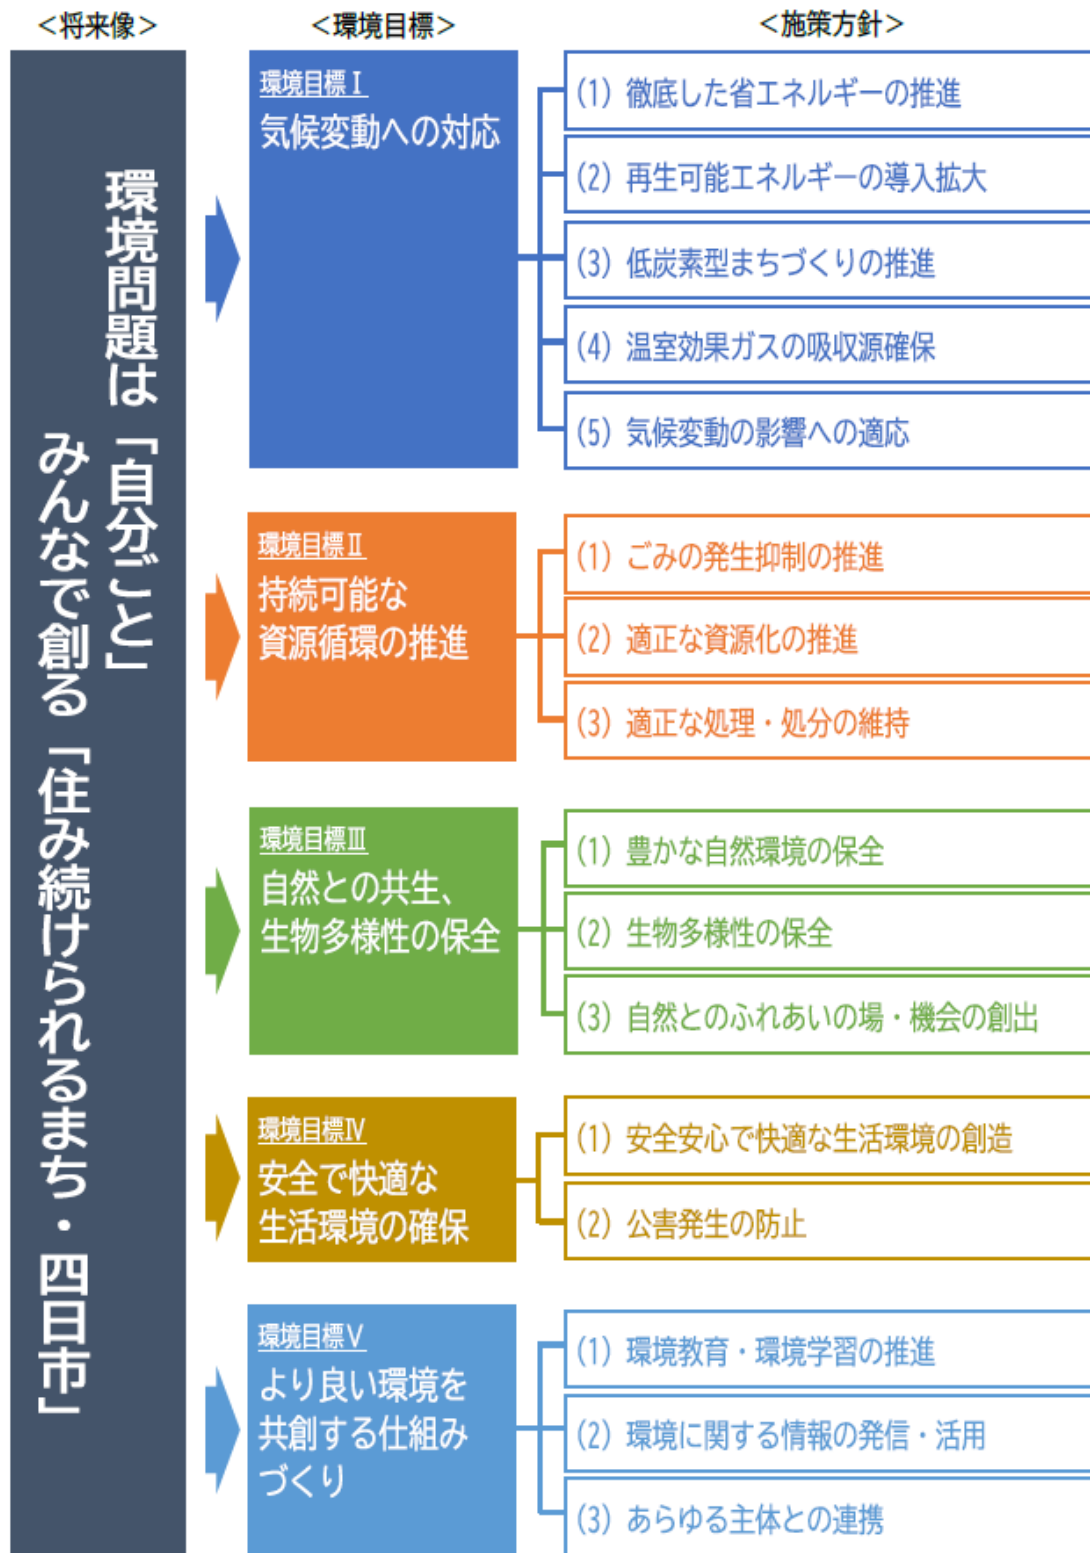 ＜将来像＞
＜環境目標＞
＜施策方針＞
環境問題は「自分ごと」
みんなで創る「住み続けられるまち・四日市」
環境目標Ⅰ
気候変動への対応
(1) 徹底した省エネルギーの推進
(2) 再生可能エネルギーの導入拡大
(3) 低炭素型まちづくりの推進
(4) 温室効果ガスの吸収源確保
(5) 気候変動の影響への適応
環境目標Ⅱ
持続可能な
資源循環の推進
(1) ごみの発生抑制の推進
(2) 適正な資源化の推進
(3) 適正な処理・処分の維持
環境目標Ⅲ
自然との共生、
生物多様性の保全
(1) 豊かな自然環境の保全
(2) 生物多様性の保全
(3) 自然とのふれあいの場・機会の創出
環境目標Ⅳ
安全で快適な
生活環境の確保
(1) 安全安心で快適な生活環境の創造
(2) 公害発生の防止
環境目標Ⅴ
より良い環境を
共創する仕組み
づくり
(1) 環境教育・環境学習の推進
(2) 環境に関する情報の発信・活用
(3) あらゆる主体との連携